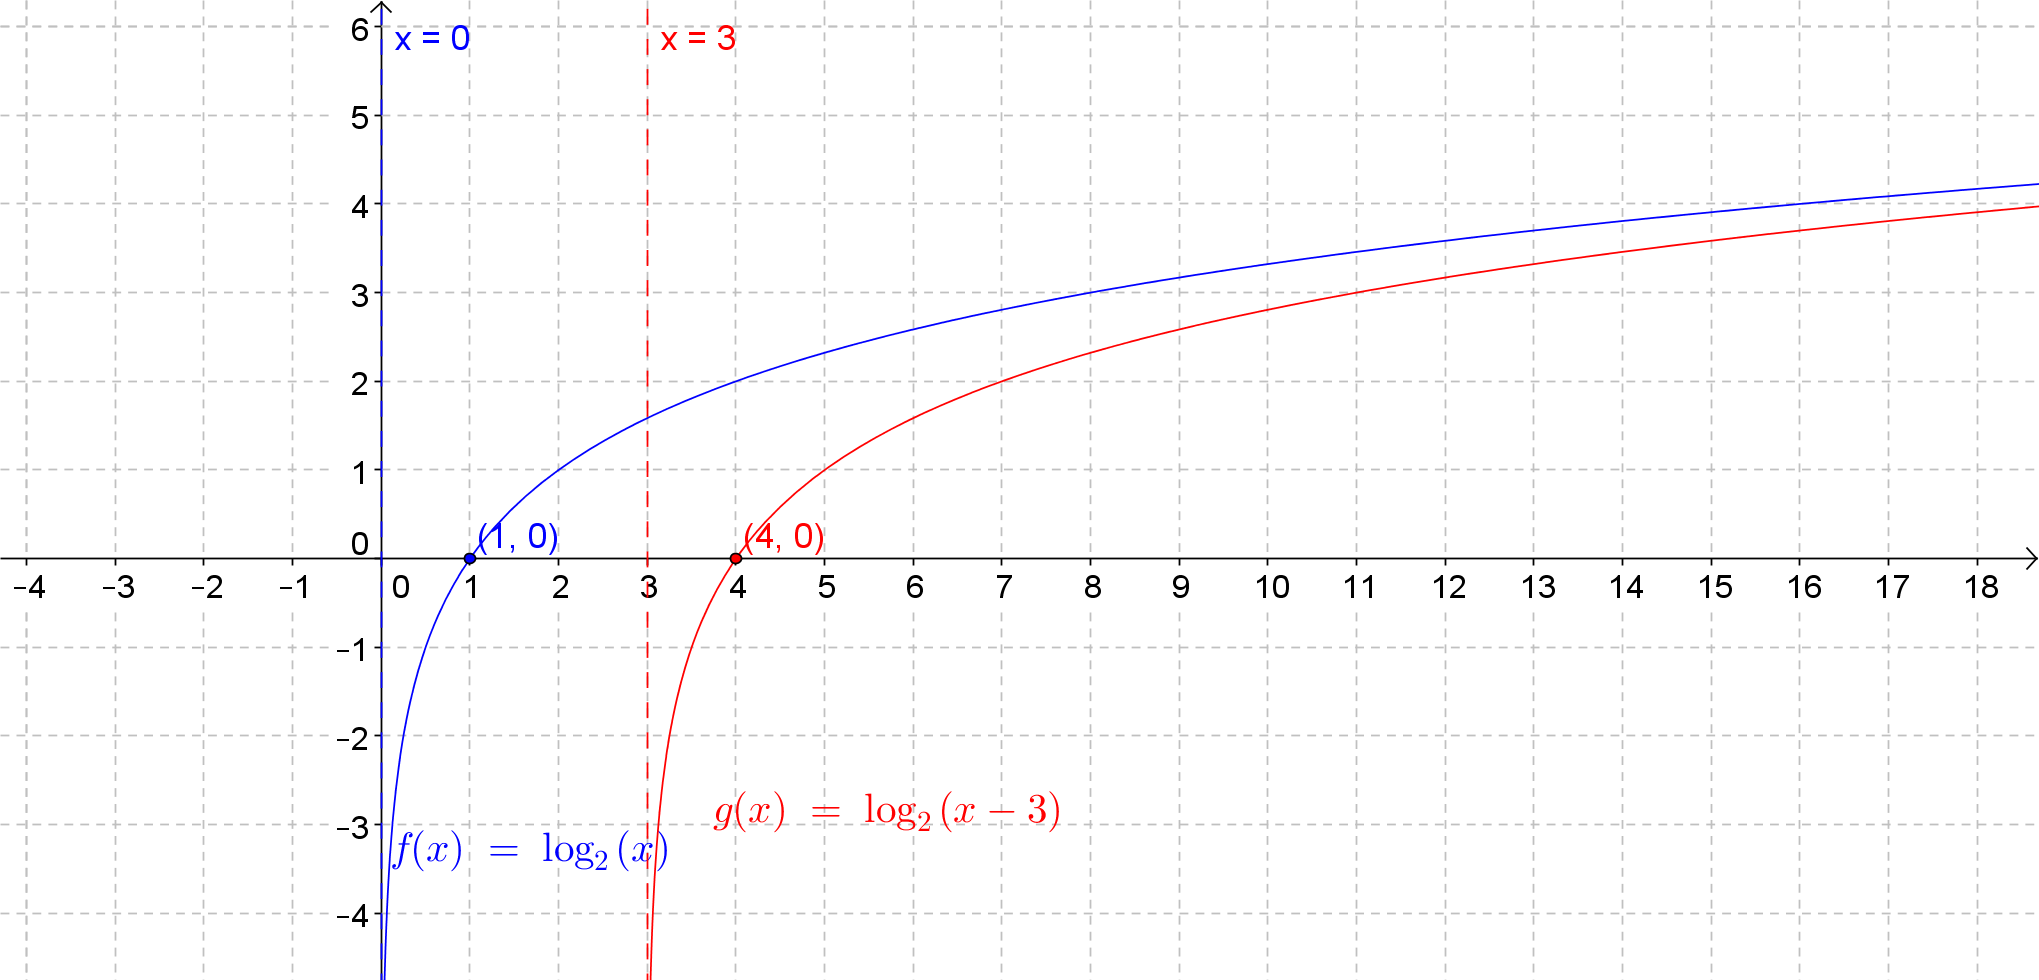 6
x = 0
x = 3
5
4
3
2
1
(1, 0)
(4, 0)
0
−4 −3 −2 −1 0 1 2 3 4 5 6 7 8 9 10 11 12 13 14 15 16 17 18
−1
−2
g(x) = log₂(x − 3)
−3
f(x) = log₂(x)
−4